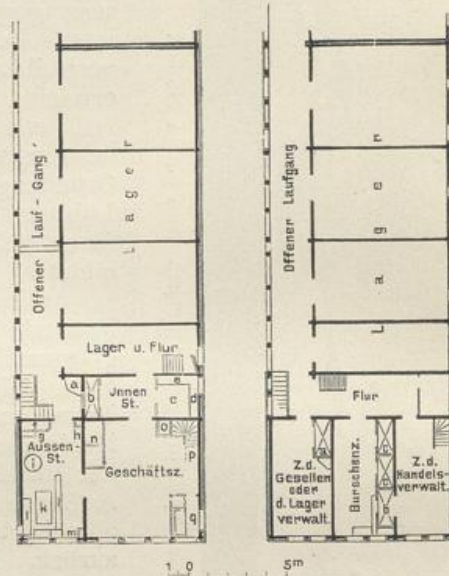 Offener Lauf-Gang
Lager
Lager u. Flur
a
b
Jnnen
St.
e
c
d
g
h
Aussen-
St.
i
n
o
p
Geschäftsz.
k
m
q
Offener Laufgang
Lager
Flur
Z.d.
Gesellen
oder
d. Lager
verwalt.
a
Burschenz.
c
b
Z.d.
Handels-
verwalt.
1 0 5m